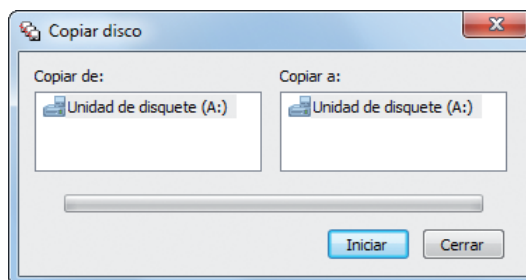 Copiar disco
Copiar de:
Copiar a:
Unidad de disquete (A:)
Unidad de disquete (A:)
Iniciar
Cerrar